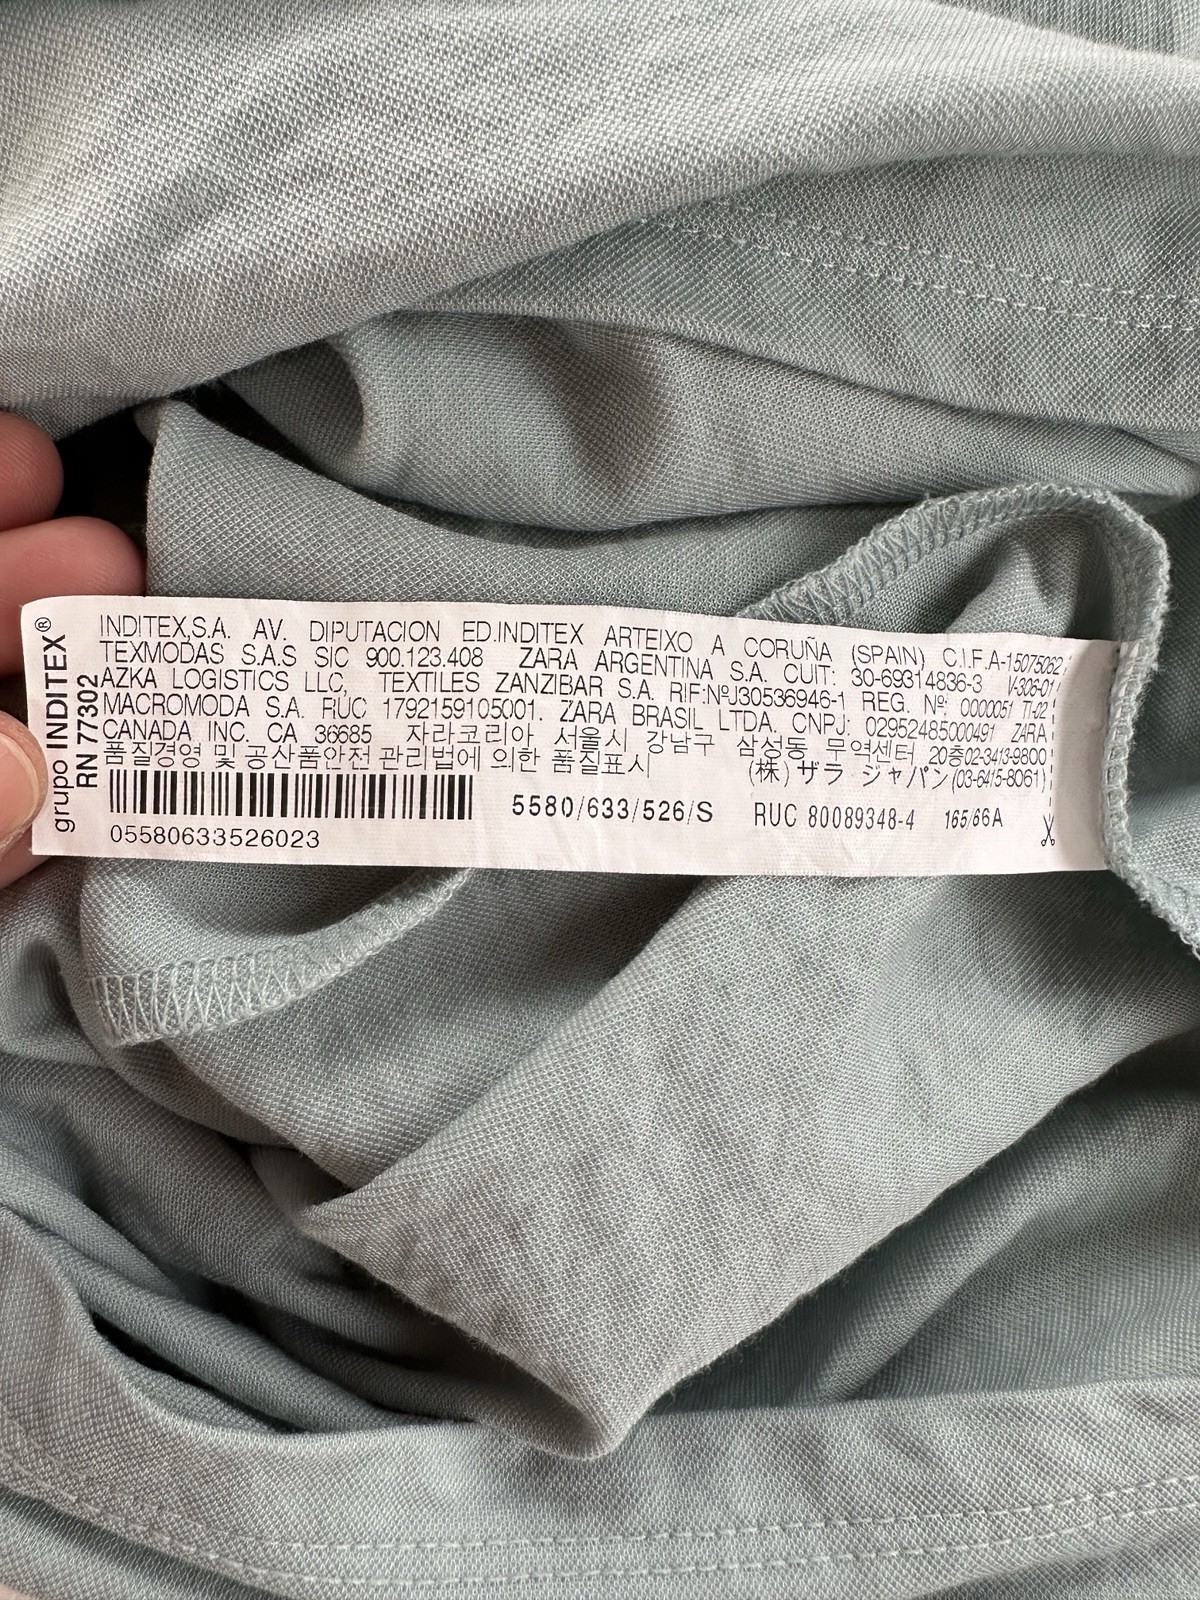 grupo INDITEX®
RN 77302
INDITEX,S.A. AV. DIPUTACION ED.INDITEX ARTEIXO A CORUÑA (SPAIN) C.I.F.A-15075062
TEXMODAS S.A.S SIC 900.123.408 ZARA ARGENTINA S.A. CUIT: 30-69314836-3 V-306-01
AZKA LOGISTICS LLC, TEXTILES ZANZIBAR S.A. RIF:NºJ30536946-1 REG. Nº: 0000051 TI-02
MACROMODA S.A. RUC 1792159105001. ZARA BRASIL LTDA. CNPJ: 02952485000491 ZARA
CANADA INC. CA 36685 자라코리아 서울시 강남구 삼성동 무역센터 20층02-3413-9800
품질경영 및 공산품안전 관리법에 의한 품질표시 (株) ザラ ジャパン (03-6415-8061)
5580/633/526/S RUC 80089348-4 165/66A
05580633526023